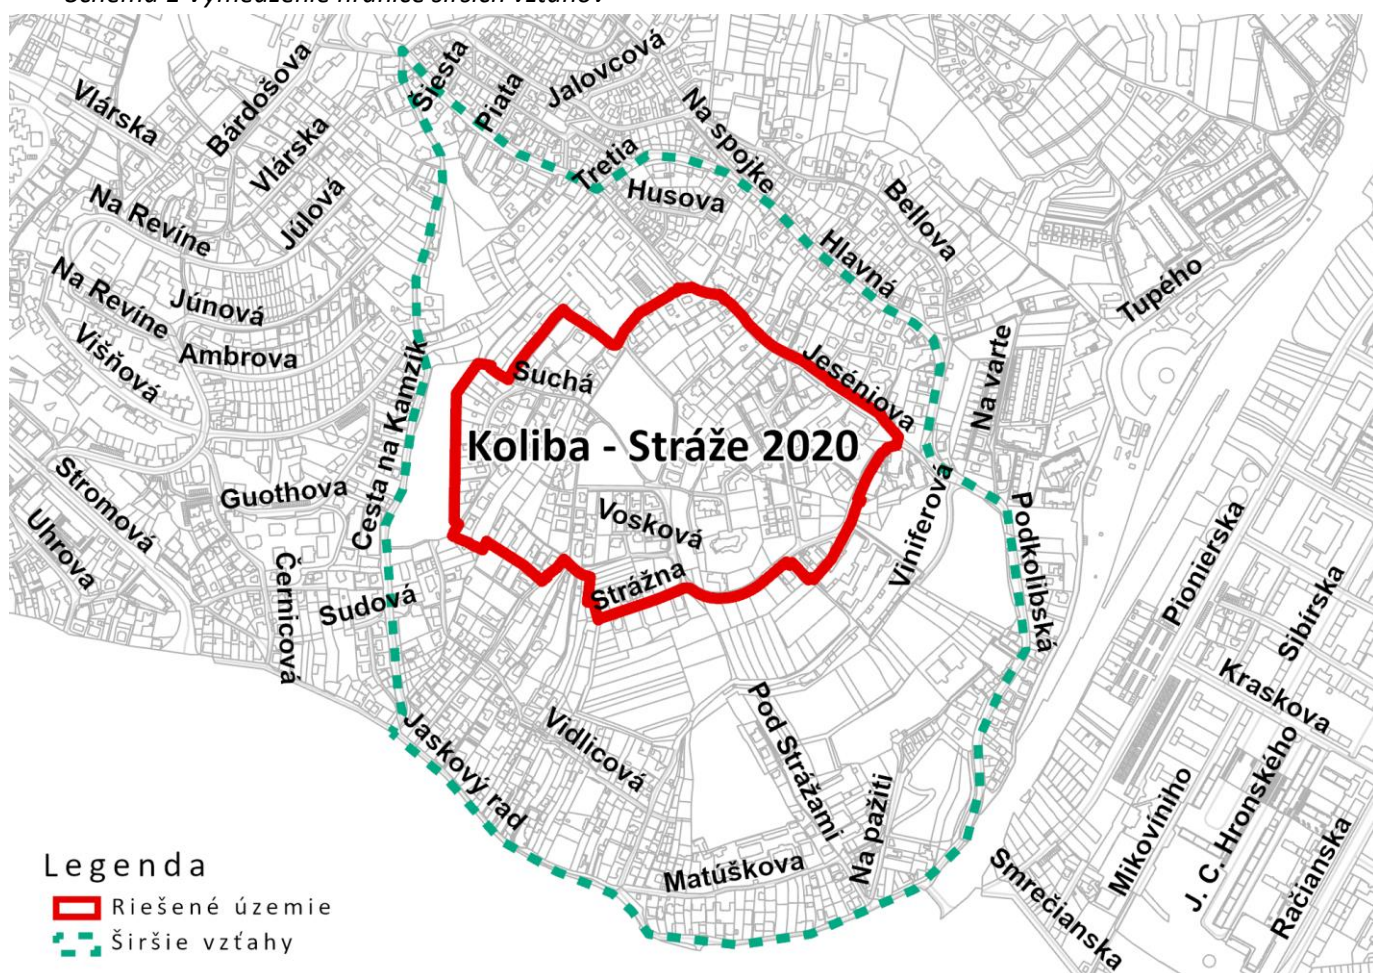 Schéma 1 Vymedzenie hraníc širších vzťahov
Šiesta
Piata
Jalovcová
Vlárska
Bárdošova
Vlárska
Na spojke
Tretia
Husova
Bellova
Na Revíne
Júlová
Hlavná
Tupého
Na Revíne
Júnová
Ambrova
Višňová
Cesta na Kamzík
Suchá
Jeséniova
Na varte
Koliba - Stráže 2020
Stromová
Uhrova
Guothova
Vosková
Viniferová
Podkolibská
Pionierska
Sibírska
Černicová
Sudová
Strážna
Kraskova
Jaskový rad
Vidlicová
Pod Strážami
Na pažiti
Matúškova
Smrečianska
Mikovíniho
J. C. Hronského
Račianska
Legenda
Riešené územie
Širšie vzťahy